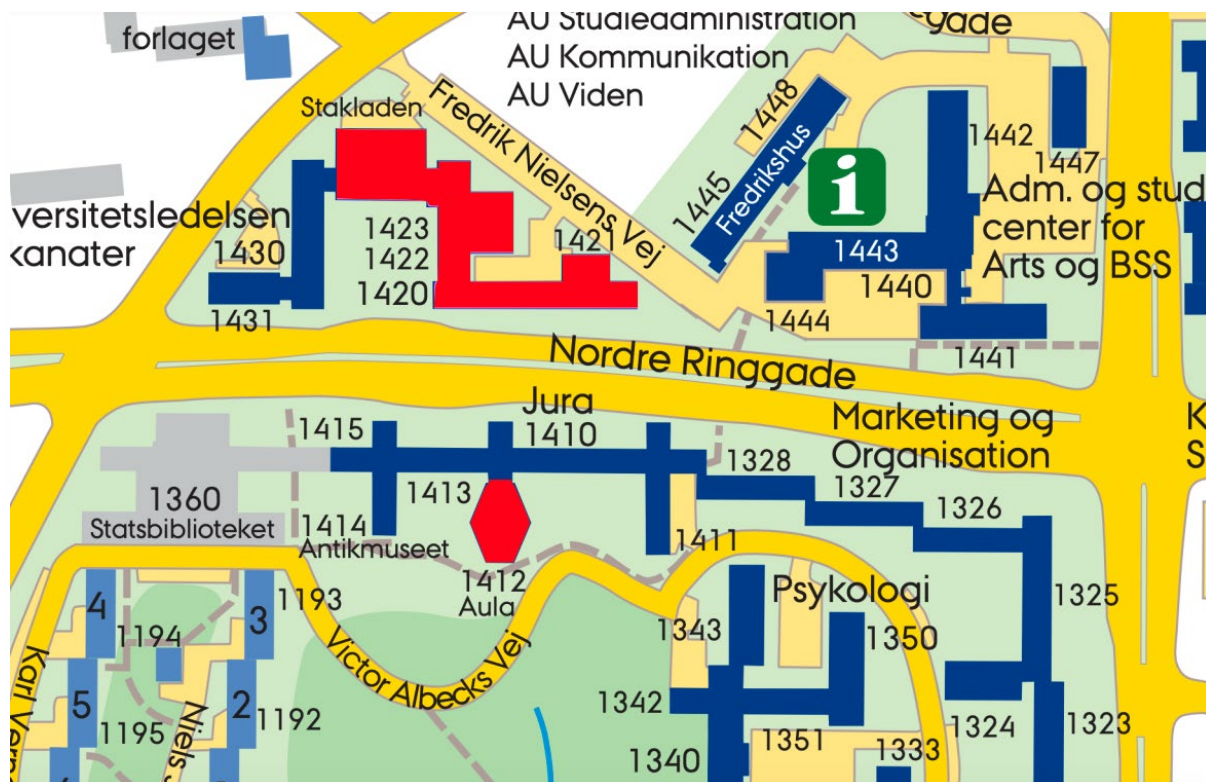 forlaget
AU Studieadministration
AU Kommunikation
AU Viden
Stakladen
Fredrik Nielsens Vej
1448
1445
Fredrikshus
i
1442
1447
Adm. og stud
center for
Arts og BSS
versitetsledelsen
kanater
1430
1431
1423
1422
1420
1421
1443
1440
1444
1441
Nordre Ringgade
Jura
1410
1415
1413
1414
Antikmuseet
1412
Aula
1411
1360
Statsbiblioteket
Marketing og
Organisation
1328
1327
1326
1325
1324
1323
Psykologi
1343
1350
1342
1340
1351
1333
Victor Albecks Vej
4
1194
1193
3
5
1195
2
1192